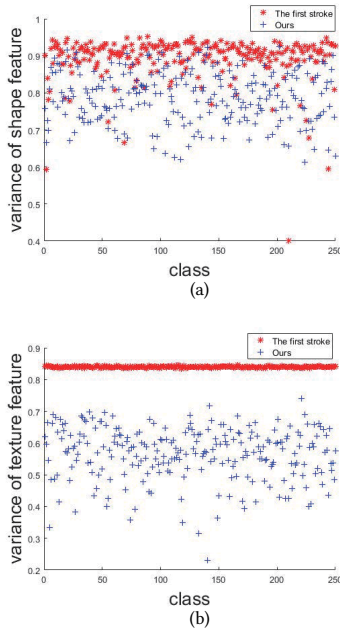 The first stroke
Ours
1
0.9
0.8
0.7
0.6
0.5
0.4
variance of shape feature
0 50 100 150 200 250
class
(a)
The first stroke
Ours
0.9
0.8
0.7
0.6
0.5
0.4
0.3
0.2
variance of texture feature
0 50 100 150 200 250
class
(b)